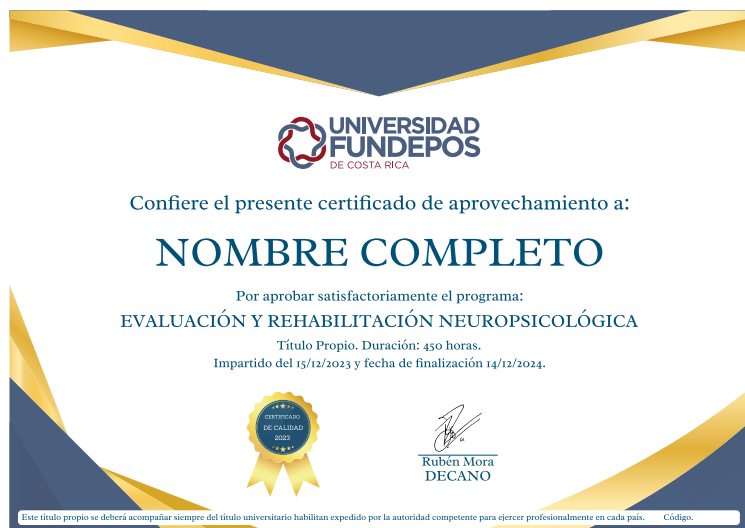 UNIVERSIDAD
FUNDEPOS
DE COSTA RICA
Confiere el presente certificado de aprovechamiento a:
NOMBRE COMPLETO
Por aprobar satisfactoriamente el programa:
EVALUACIÓN Y REHABILITACIÓN NEUROPSICOLÓGICA
Título Propio. Duración: 450 horas.
Impartido del 15/12/2023 y fecha de finalización 14/12/2024.
CERTIFICADO
DE CALIDAD
2023
Rubén Mora
DECANO
Este título propio se deberá acompañar siempre del título universitario habilitan expedido por la autoridad competente para ejercer profesionalmente en cada país. Código.